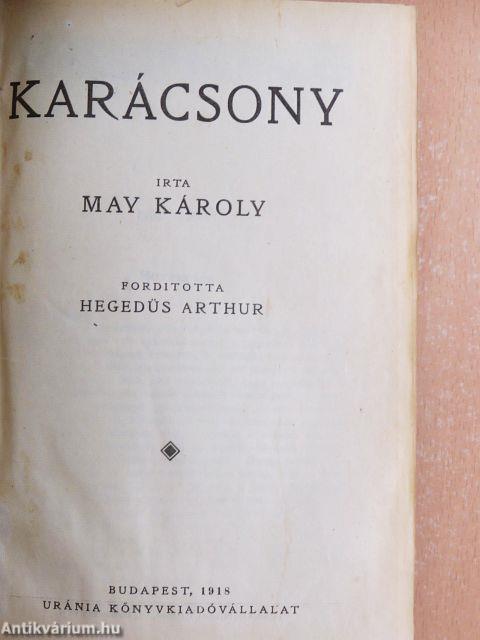 KARÁCSONY
IRTA
MAY KÁROLY
FORDITOTTA
HEGEDÜS ARTHUR
BUDAPEST, 1918
URÁNIA KÖNYVKIADÓVÁLLALAT
Antikvárium.hu